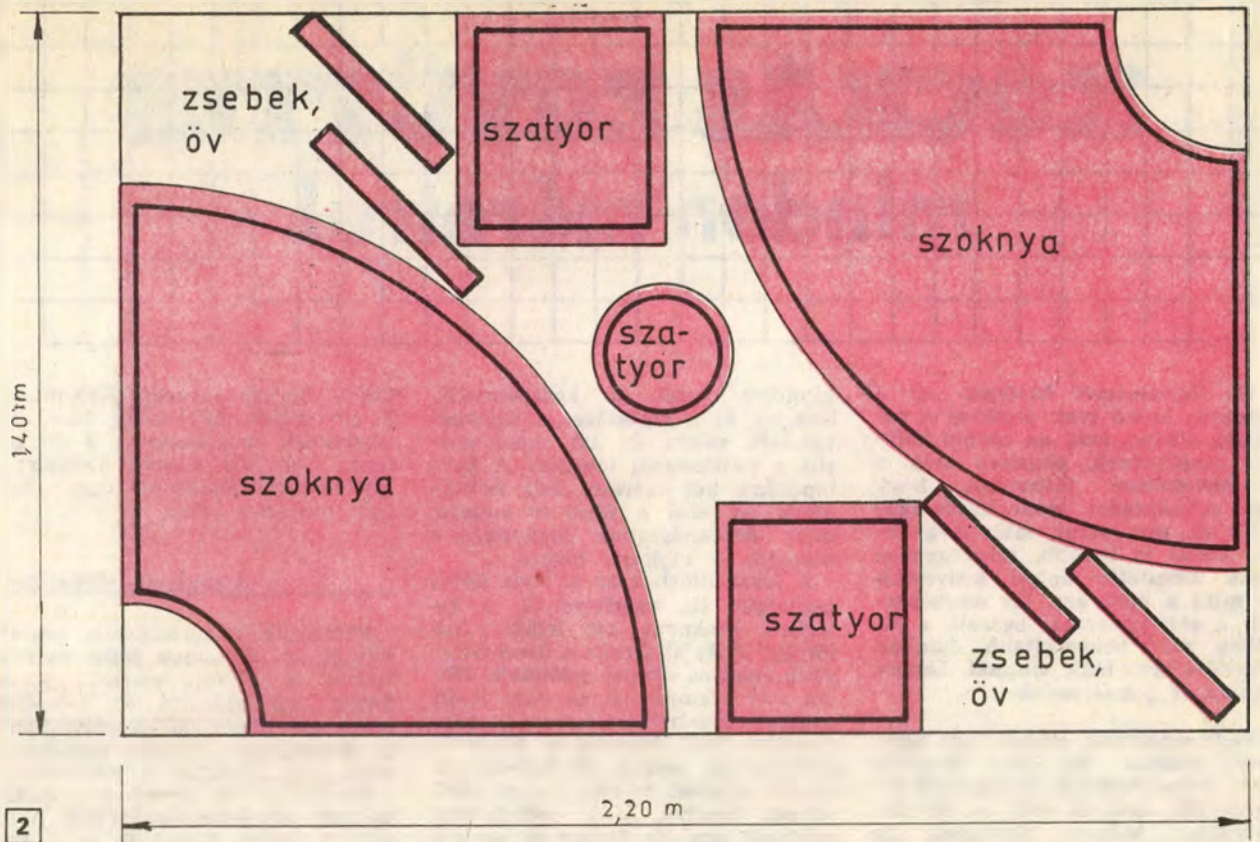 zsebek,
öv
szatyor
szoknya
sza-
tyor
1,40 m
szoknya
szatyor
zsebek,
öv
2,20 m
2